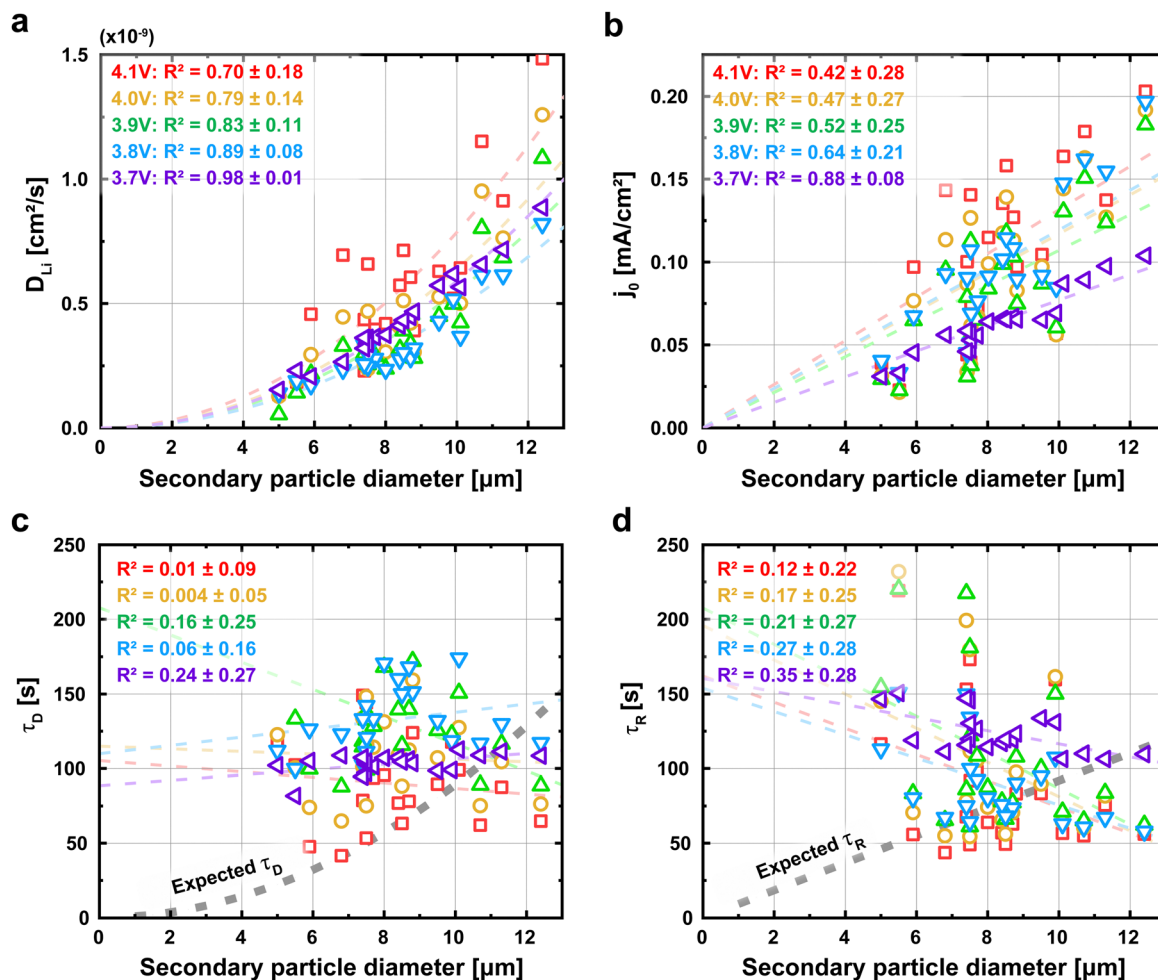 a
(x10⁻⁹)
1.5
1.0
0.5
0.0
D_Li [cm²/s]
4.1V: R² = 0.70 ± 0.18
4.0V: R² = 0.79 ± 0.14
3.9V: R² = 0.83 ± 0.11
3.8V: R² = 0.89 ± 0.08
3.7V: R² = 0.98 ± 0.01
0 2 4 6 8 10 12
Secondary particle diameter [µm]
b
0.20
0.15
0.10
0.05
0.00
j₀ [mA/cm²]
4.1V: R² = 0.42 ± 0.28
4.0V: R² = 0.47 ± 0.27
3.9V: R² = 0.52 ± 0.25
3.8V: R² = 0.64 ± 0.21
3.7V: R² = 0.88 ± 0.08
0 2 4 6 8 10 12
Secondary particle diameter [µm]
c
250
200
150
100
50
0
τ_D [s]
R² = 0.01 ± 0.09
R² = 0.004 ± 0.05
R² = 0.16 ± 0.25
R² = 0.06 ± 0.16
R² = 0.24 ± 0.27
Expected τ_D
0 2 4 6 8 10 12
Secondary particle diameter [µm]
d
250
200
150
100
50
0
τ_R [s]
R² = 0.12 ± 0.22
R² = 0.17 ± 0.25
R² = 0.21 ± 0.27
R² = 0.27 ± 0.28
R² = 0.35 ± 0.28
Expected τ_R
0 2 4 6 8 10 12
Secondary particle diameter [µm]